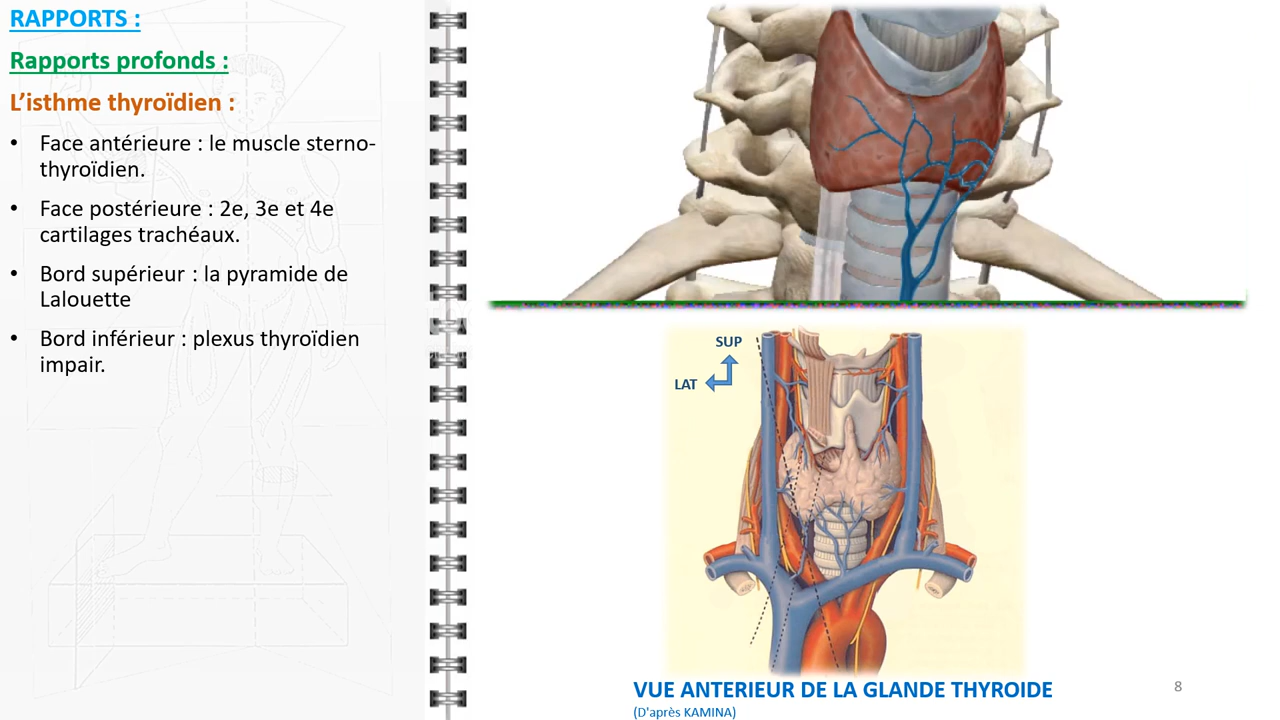 RAPPORTS :
Rapports profonds :
L’isthme thyroïdien :
• Face antérieure : le muscle sterno-
thyroïdien.
• Face postérieure : 2e, 3e et 4e
cartilages trachéaux.
• Bord supérieur : la pyramide de
Lalouette
• Bord inférieur : plexus thyroïdien
impair.
SUP
LAT
VUE ANTERIEUR DE LA GLANDE THYROIDE
(D'après KAMINA)
8